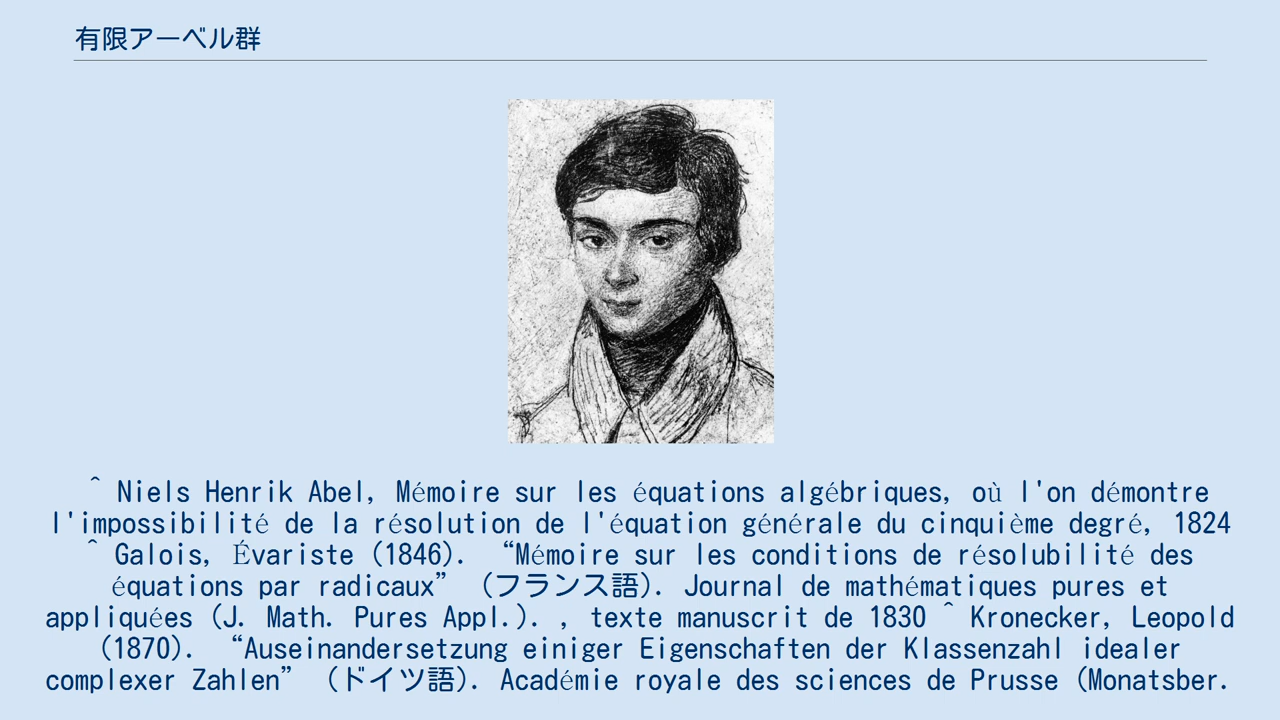 有限アーベル群
^ Niels Henrik Abel, Mémoire sur les équations algébriques, où l'on démontre
l'impossibilité de la résolution de l'équation générale du cinquième degré, 1824
^ Galois, Évariste (1846). “Mémoire sur les conditions de résolubilité des
équations par radicaux” (フランス語). Journal de mathématiques pures et
appliquées (J. Math. Pures Appl.). , texte manuscrit de 1830 ^ Kronecker, Leopold
(1870). “Auseinandersetzung einiger Eigenschaften der Klassenzahl idealer
complexer Zahlen” (ドイツ語). Académie royale des sciences de Prusse (Monatsber.